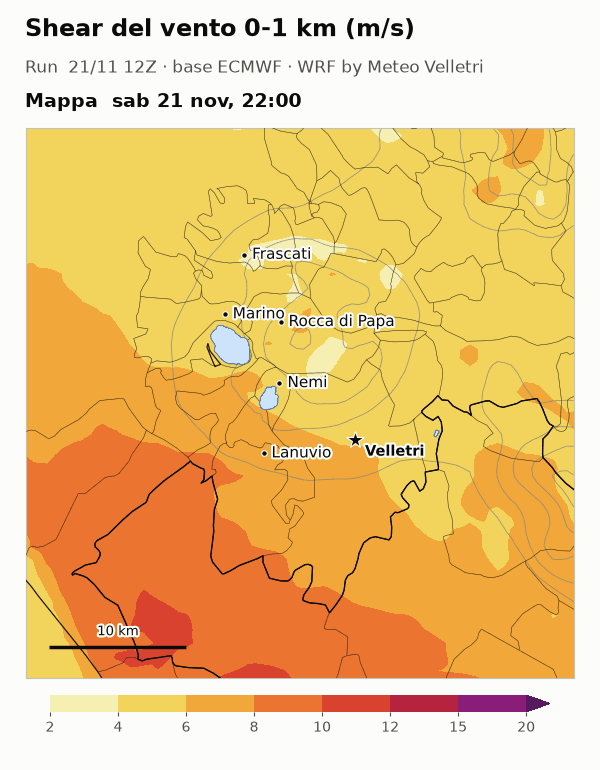 Shear del vento 0-1 km (m/s)
Run  21/11 12Z · base ECMWF · WRF by Meteo Velletri
Mappa  sab 21 nov, 22:00
Frascati
Marino
Rocca di Papa
Nemi
Velletri
Lanuvio
10 km
2 4 6 8 10 12 15 20